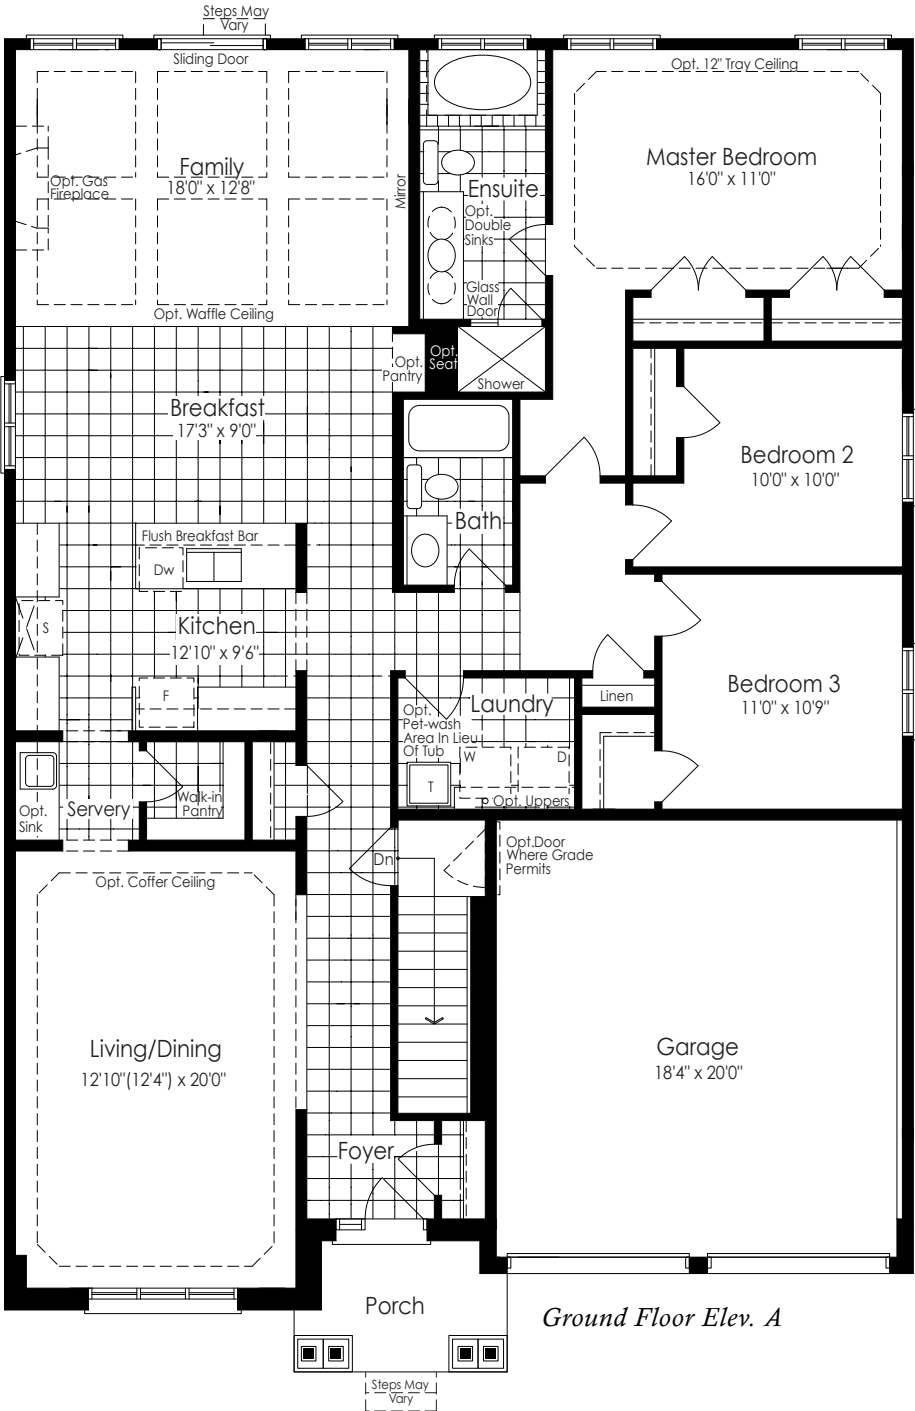 Steps May
Vary
Sliding Door
Opt. 12" Tray Ceiling
Family
18'0" x 12'8"
Opt. Gas
Fireplace
Mirror
Ensuite
Opt.
Double
Sinks
Glass
Wall
Door
Master Bedroom
16'0" x 11'0"
Opt. Waffle Ceiling
Opt.
Pantry
Opt.
Seat
Shower
Breakfast
17'3" x 9'0"
Bedroom 2
10'0" x 10'0"
Bath
Flush Breakfast Bar
Dw
S
Kitchen
12'10" x 9'6"
F
Opt.
Pet-wash
Area In Lieu
Of Tub
Laundry
W
D
T
Opt. Uppers
Linen
Bedroom 3
11'0" x 10'9"
Opt.
Sink
Servery
Walk-in
Pantry
Dn
Opt.Door
Where Grade
Permits
Opt. Coffer Ceiling
Living/Dining
12'10"(12'4") x 20'0"
Garage
18'4" x 20'0"
Foyer
Porch
Ground Floor Elev. A
Steps May
Vary